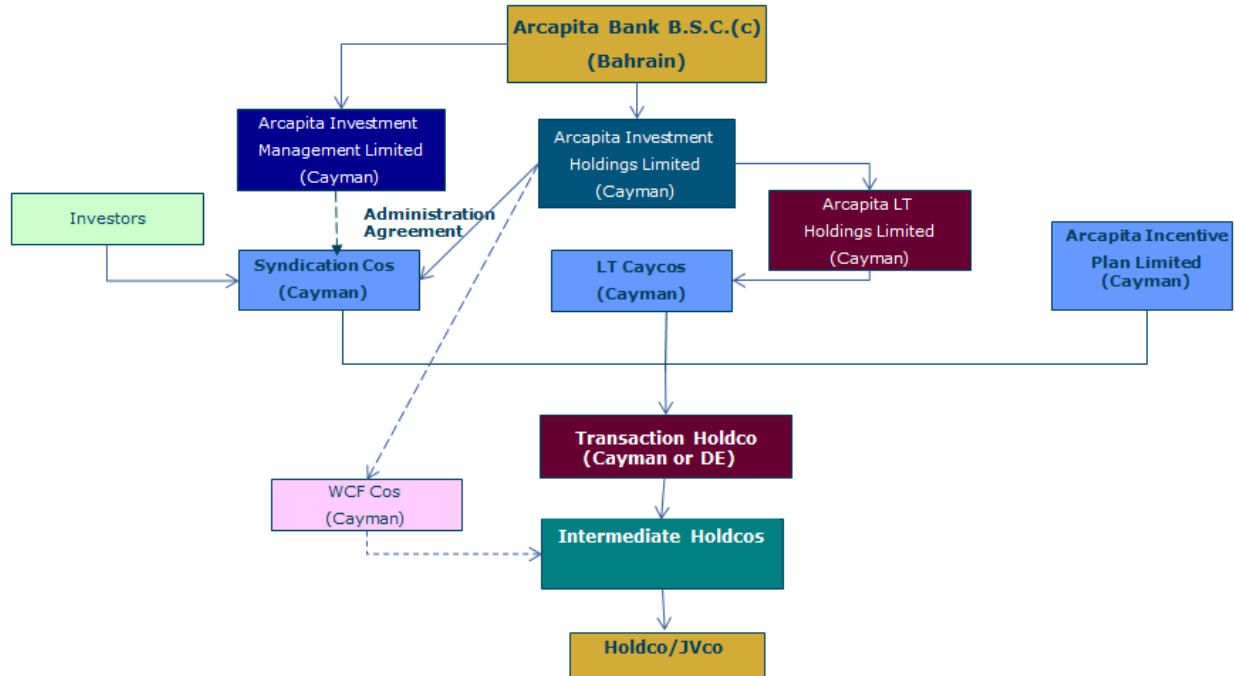 Arcapita Bank B.S.C.(c)
(Bahrain)
Arcapita Investment
Management Limited
(Cayman)
Arcapita Investment
Holdings Limited
(Cayman)
Investors
Administration
Agreement
Arcapita LT
Holdings Limited
(Cayman)
Syndication Cos
(Cayman)
LT Caycos
(Cayman)
Arcapita Incentive
Plan Limited
(Cayman)
Transaction Holdco
(Cayman or DE)
WCF Cos
(Cayman)
Intermediate Holdcos
Holdco/JVco